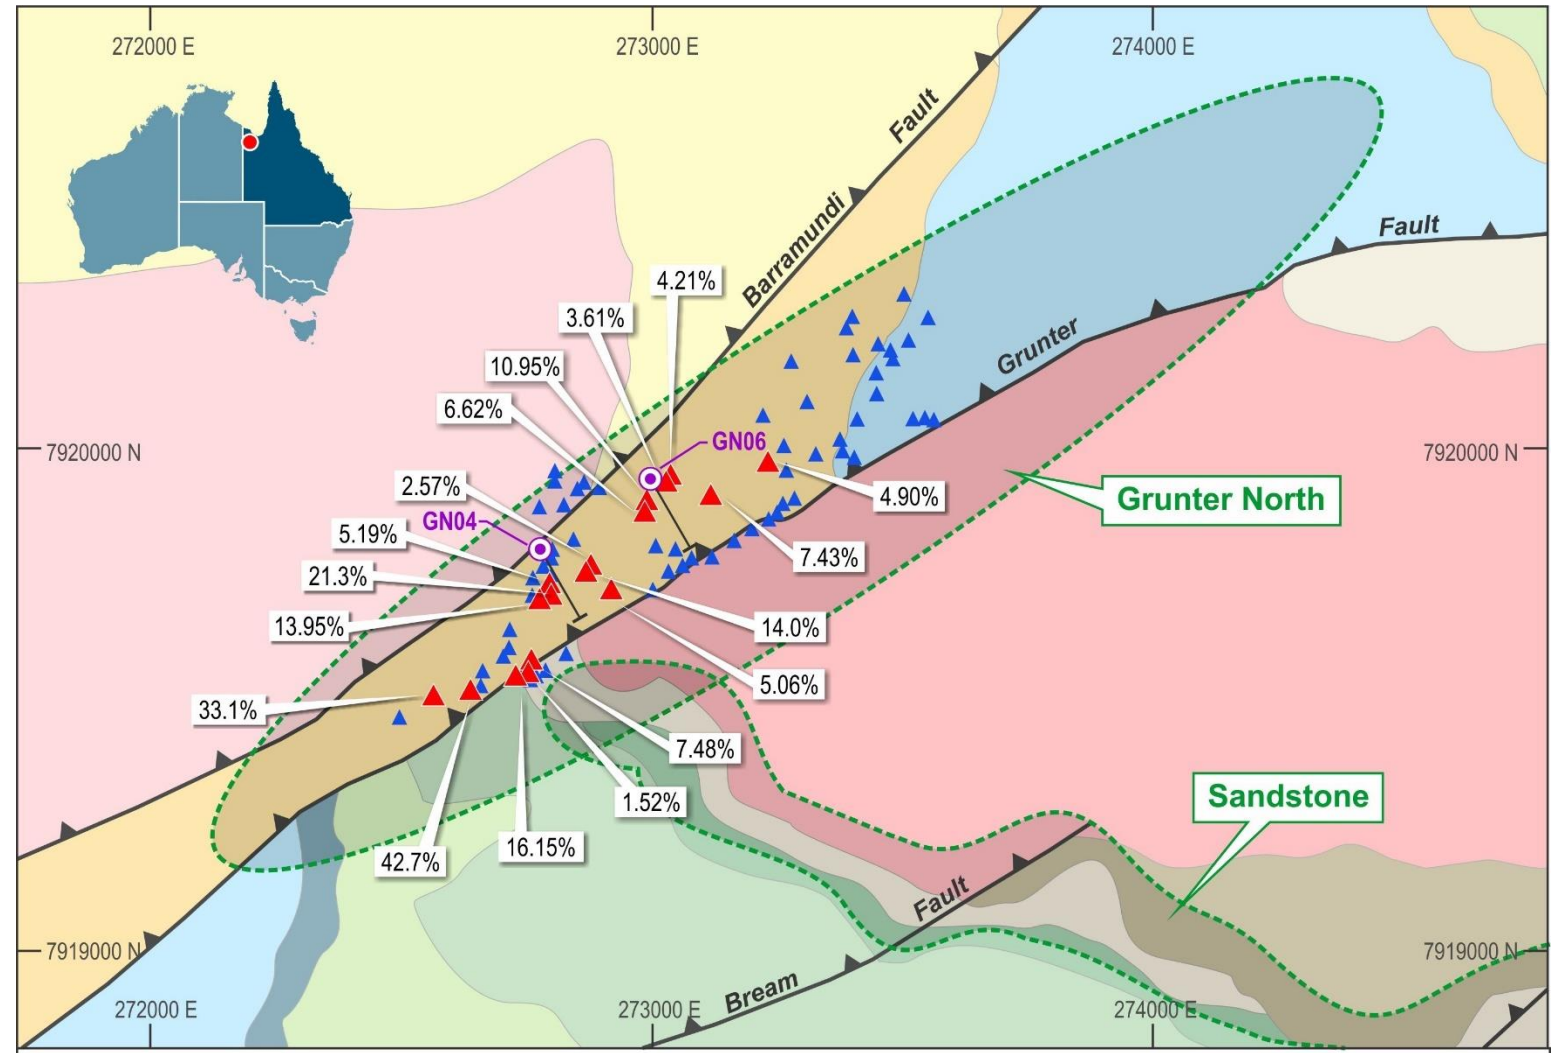 272000 E
273000 E
274000 E
Fault
Barramundi
Fault
4.21%
3.61%
Grunter
10.95%
6.62%
GN06
7920000 N
7920000 N
2.57%
4.90%
Grunter North
GN04
5.19%
7.43%
21.3%
13.95%
14.0%
5.06%
33.1%
7.48%
Sandstone
1.52%
16.15%
42.7%
Fault
7919000 N
7919000 N
Bream
272000 E
273000 E
274000 E